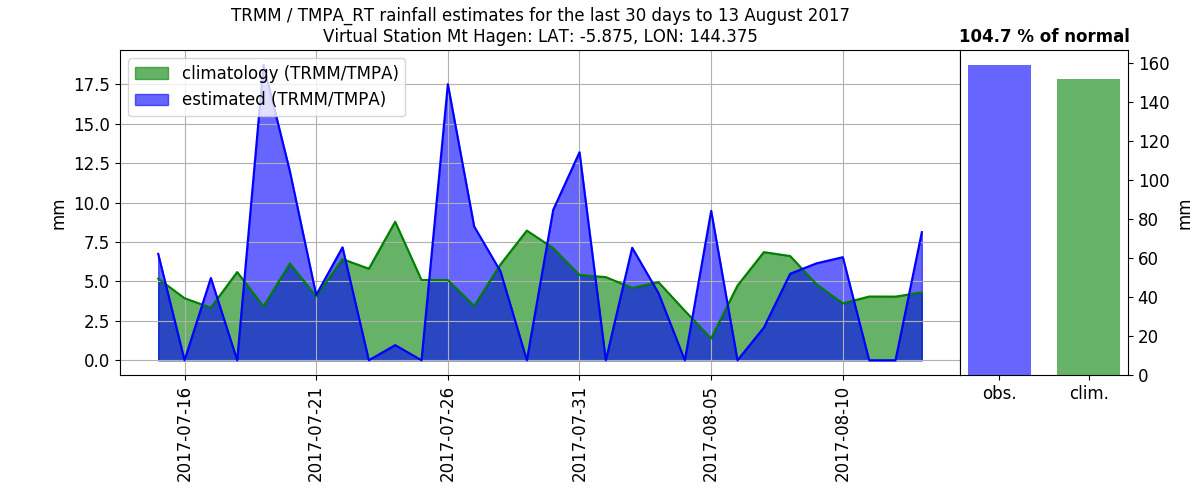 TRMM / TMPA_RT rainfall estimates for the last 30 days to 13 August 2017
Virtual Station Mt Hagen: LAT: -5.875, LON: 144.375
104.7 % of normal
climatology (TRMM/TMPA)
estimated (TRMM/TMPA)
mm
17.5
15.0
12.5
10.0
7.5
5.0
2.5
0.0
2017-07-16
2017-07-21
2017-07-26
2017-07-31
2017-08-05
2017-08-10
160
140
120
100
80
60
40
20
0
mm
obs.
clim.